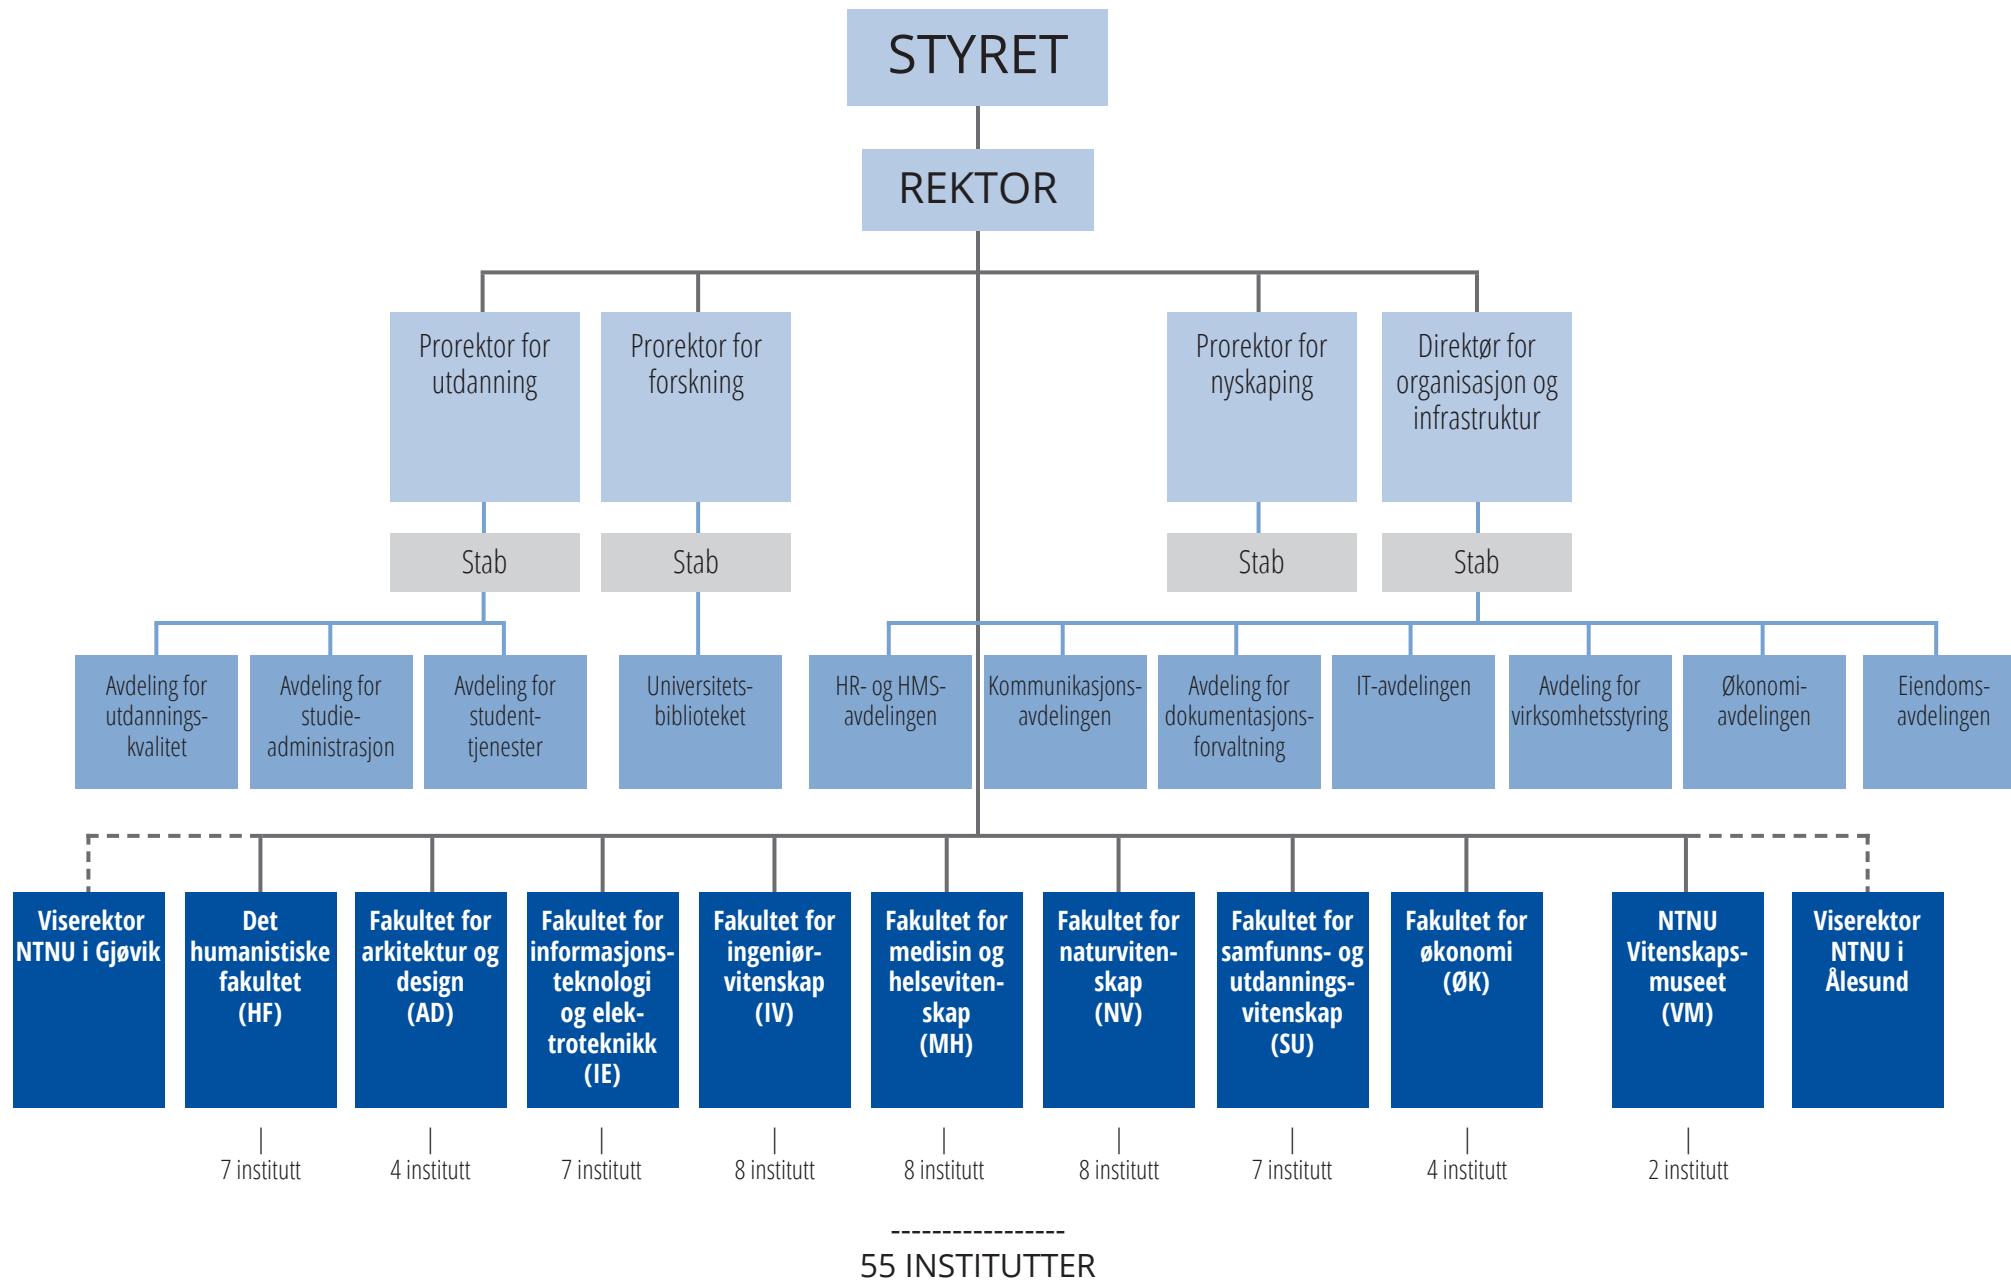 STYRET
REKTOR
Prorektor for
utdanning
Prorektor for
forskning
Prorektor for
nyskaping
Direktør for
organisasjon og
infrastruktur
Stab
Stab
Stab
Stab
Avdeling for
utdannings-
kvalitet
Avdeling for
studie-
administrasjon
Avdeling for
student-
tjenester
Universitets-
biblioteket
HR- og HMS-
avdelingen
Kommunikasjons-
avdelingen
Avdeling for
dokumentasjons-
forvaltning
IT-avdelingen
Avdeling for
virksomhetsstyring
Økonomi-
avdelingen
Eiendoms-
avdelingen
Viserektor
NTNU i Gjøvik
Det
humanistiske
fakultet
(HF)
Fakultet for
arkitektur og
design
(AD)
Fakultet for
informasjons-
teknologi
og elek-
troteknikk
(IE)
Fakultet for
ingeniør-
vitenskap
(IV)
Fakultet for
medisin og
helseviten-
skap
(MH)
Fakultet for
naturviten-
skap
(NV)
Fakultet for
samfunns- og
utdannings-
vitenskap
(SU)
Fakultet for
økonomi
(ØK)
NTNU
Vitenskaps-
museet
(VM)
Viserektor
NTNU i
Ålesund
7 institutt
4 institutt
7 institutt
8 institutt
8 institutt
8 institutt
7 institutt
4 institutt
2 institutt
-----------------
55 INSTITUTTER